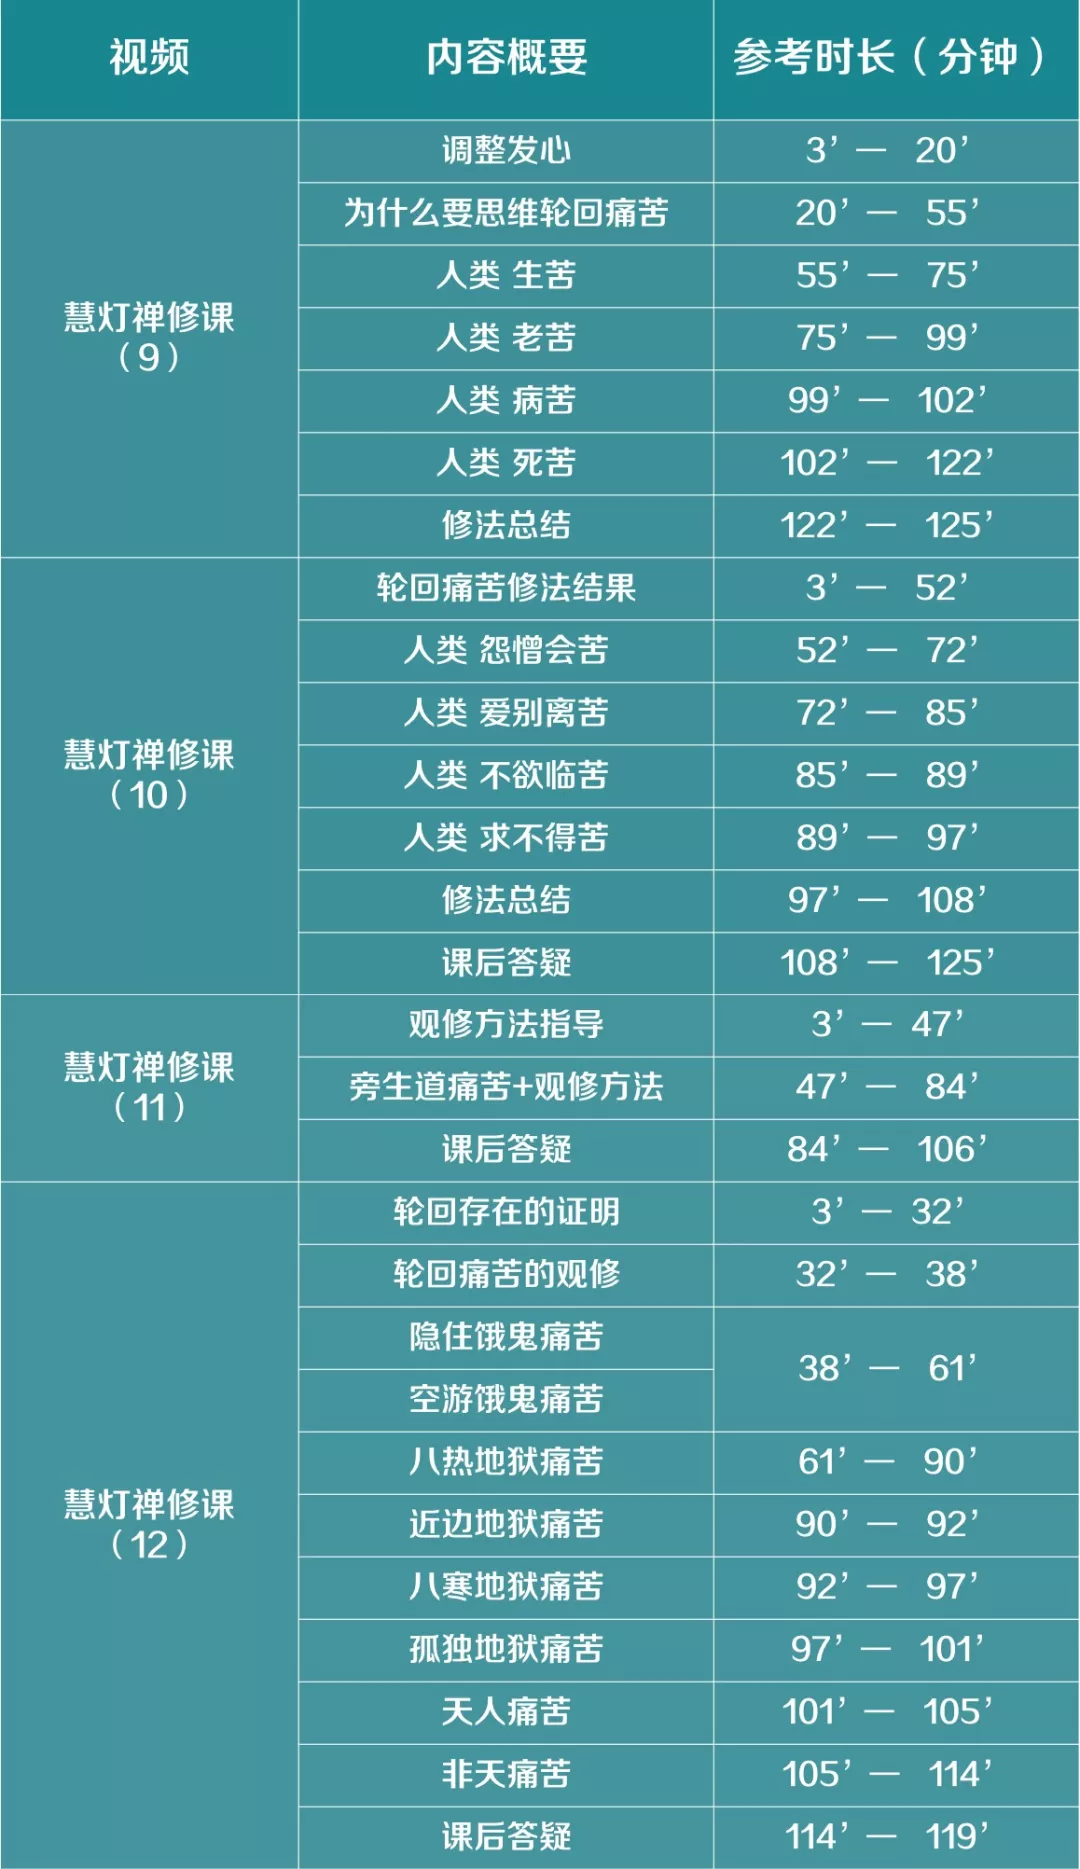 视频 内容概要 参考时长（分钟）
慧灯禅修课
（9）
调整发心 3’ — 20’
为什么要思维轮回痛苦 20’ — 55’
人类 生苦 55’ — 75’
人类 老苦 75’ — 99’
人类 病苦 99’ — 102’
人类 死苦 102’ — 122’
修法总结 122’ — 125’
慧灯禅修课
（10）
轮回痛苦修法结果 3’ — 52’
人类 怨憎会苦 52’ — 72’
人类 爱别离苦 72’ — 85’
人类 不欲临苦 85’ — 89’
人类 求不得苦 89’ — 97’
修法总结 97’ — 108’
课后答疑 108’ — 125’
慧灯禅修课
（11）
观修方法指导 3’ — 47’
旁生道痛苦+观修方法 47’ — 84’
课后答疑 84’ — 106’
慧灯禅修课
（12）
轮回存在的证明 3’ — 32’
轮回痛苦的观修 32’ — 38’
隐住饿鬼痛苦
空游饿鬼痛苦
38’ — 61’
八热地狱痛苦 61’ — 90’
近边地狱痛苦 90’ — 92’
八寒地狱痛苦 92’ — 97’
孤独地狱痛苦 97’ — 101’
天人痛苦 101’ — 105’
非天痛苦 105’ — 114’
课后答疑 114’ — 119’